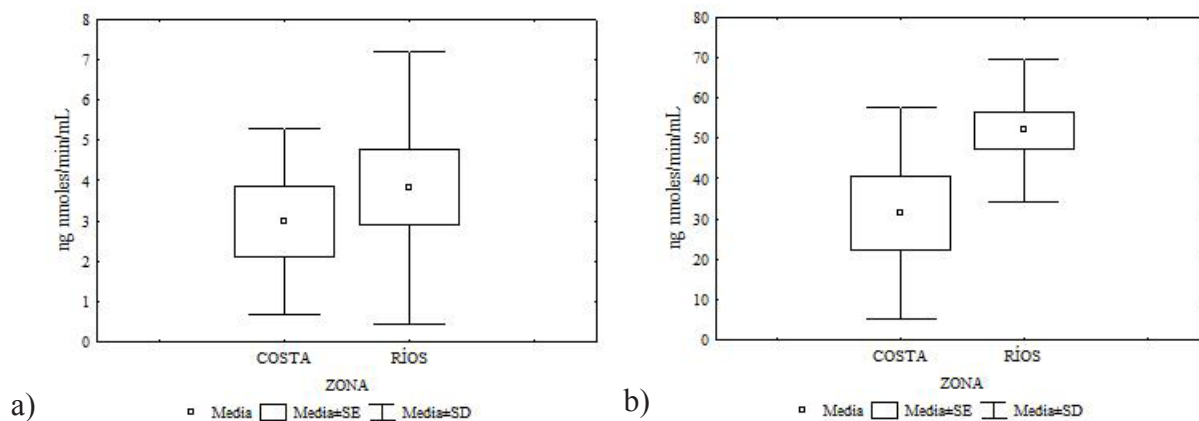 8
7
6
5
4
3
2
1
0
ng nmoles/min/mL
COSTA RÍOS
ZONA
a)
Media Media±SE Media±SD
80
70
60
50
40
30
20
10
0
ng nmoles/min/mL
COSTA RÍOS
ZONA
b)
Media Media±SE Media±SD